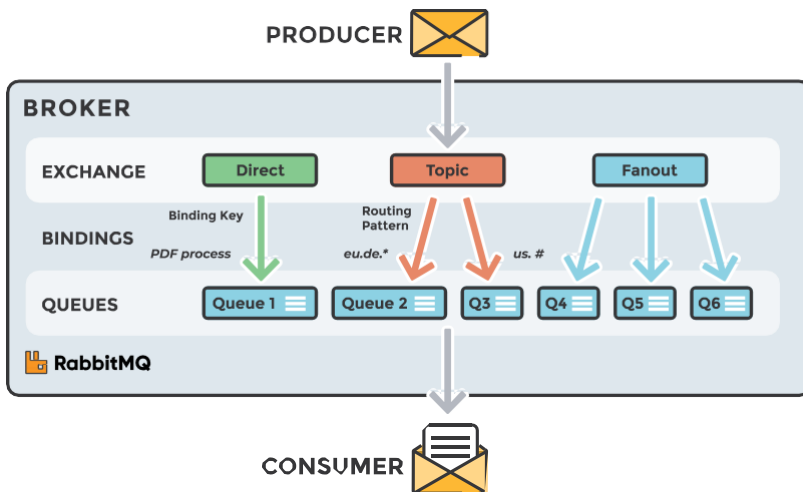 PRODUCER
BROKER
EXCHANGE
Direct
Topic
Fanout
Binding Key
Routing
Pattern
BINDINGS
PDF process
eu.de.*
us. #
QUEUES
Queue 1
Queue 2
Q3
Q4
Q5
Q6
RabbitMQ
CONSUMER